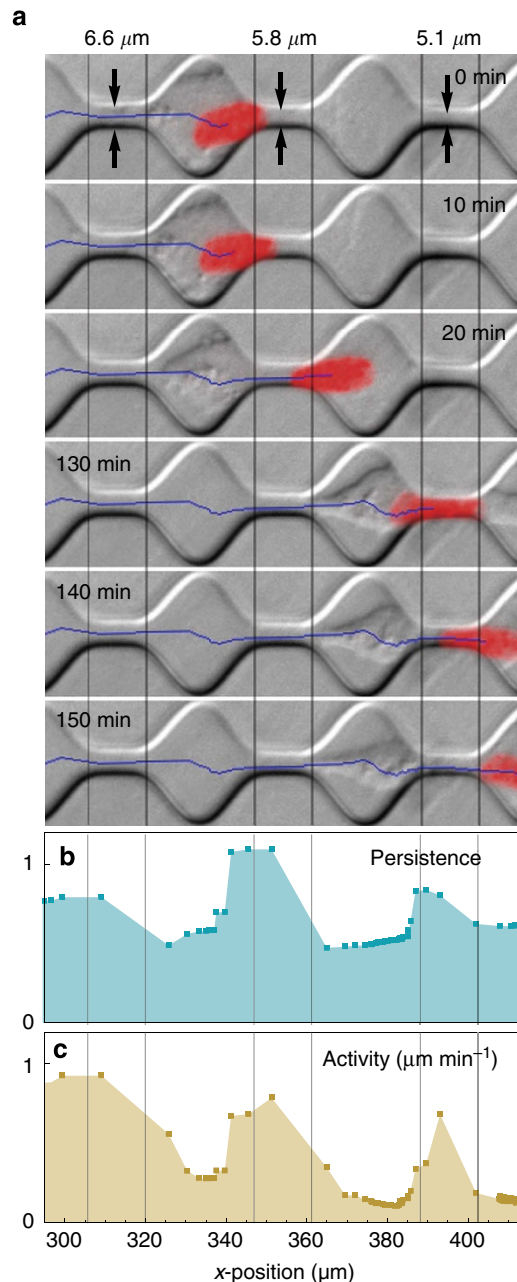 a
6.6 μm 5.8 μm 5.1 μm
0 min
10 min
20 min
130 min
140 min
150 min
b Persistence
1
0
c Activity (μm min⁻¹)
1
0
300 320 340 360 380 400
x-position (μm)